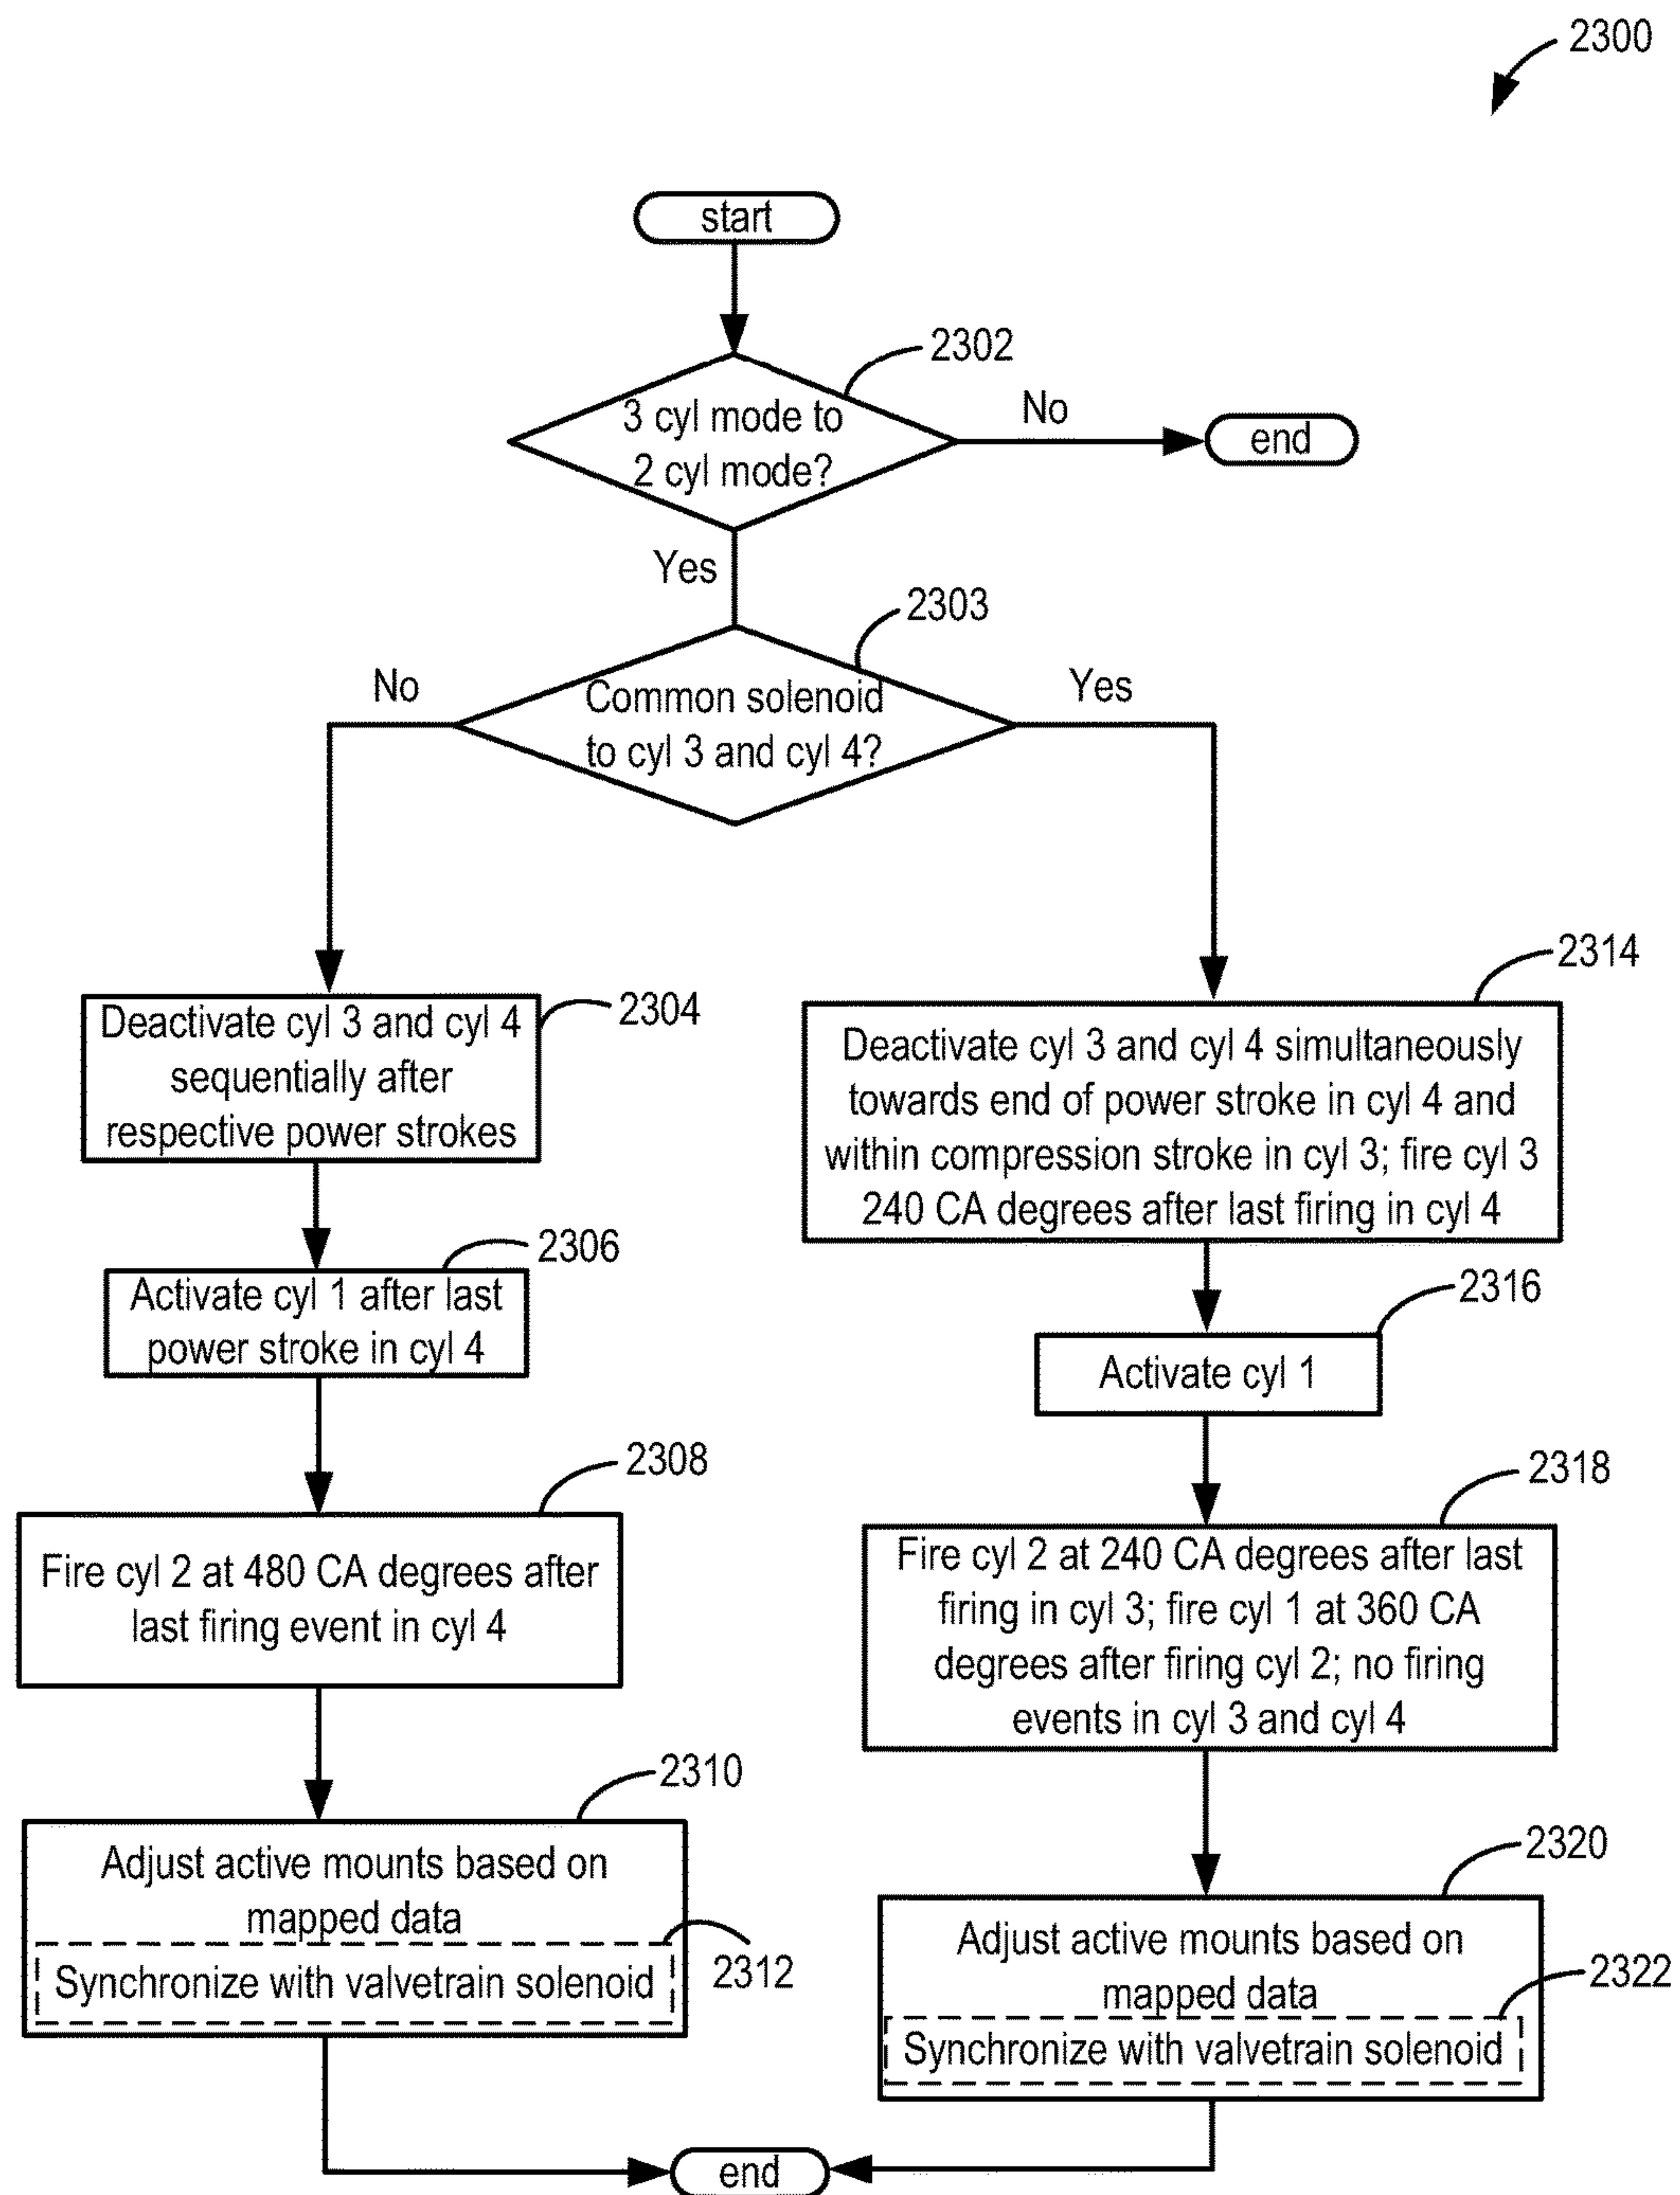 2300
start
2302
3 cyl mode to
2 cyl mode?
No
end
Yes
2303
Common solenoid
to cyl 3 and cyl 4?
No
Yes
2304
Deactivate cyl 3 and cyl 4
sequentially after
respective power strokes
2306
Activate cyl 1 after last
power stroke in cyl 4
2308
Fire cyl 2 at 480 CA degrees after
last firing event in cyl 4
2310
Adjust active mounts based on
mapped data
2312
Synchronize with valvetrain solenoid
2314
Deactivate cyl 3 and cyl 4 simultaneously
towards end of power stroke in cyl 4 and
within compression stroke in cyl 3; fire cyl 3
240 CA degrees after last firing in cyl 4
2316
Activate cyl 1
2318
Fire cyl 2 at 240 CA degrees after last
firing in cyl 3; fire cyl 1 at 360 CA
degrees after firing cyl 2; no firing
events in cyl 3 and cyl 4
2320
Adjust active mounts based on
mapped data
2322
Synchronize with valvetrain solenoid
end